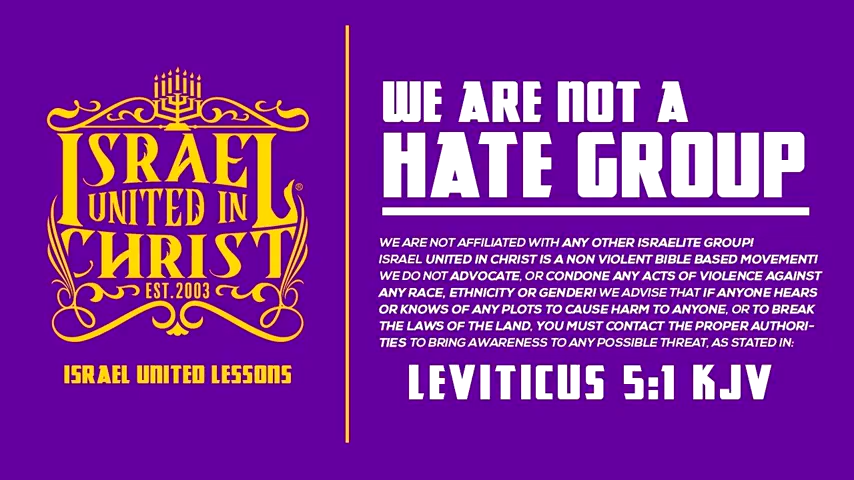 ISRAEL
UNITED IN
CHRIST
EST. 2003
®
ISRAEL UNITED LESSONS
WE ARE NOT A
HATE GROUP
WE ARE NOT AFFILIATED WITH ANY OTHER ISRAELITE GROUP!
ISRAEL UNITED IN CHRIST IS A NON VIOLENT BIBLE BASED MOVEMENT!
WE DO NOT ADVOCATE, OR CONDONE ANY ACTS OF VIOLENCE AGAINST
ANY RACE, ETHNICITY OR GENDER! WE ADVISE THAT IF ANYONE HEARS
OR KNOWS OF ANY PLOTS TO CAUSE HARM TO ANYONE, OR TO BREAK
THE LAWS OF THE LAND, YOU MUST CONTACT THE PROPER AUTHORI-
TIES TO BRING AWARENESS TO ANY POSSIBLE THREAT, AS STATED IN:
LEVITICUS 5:1 KJV